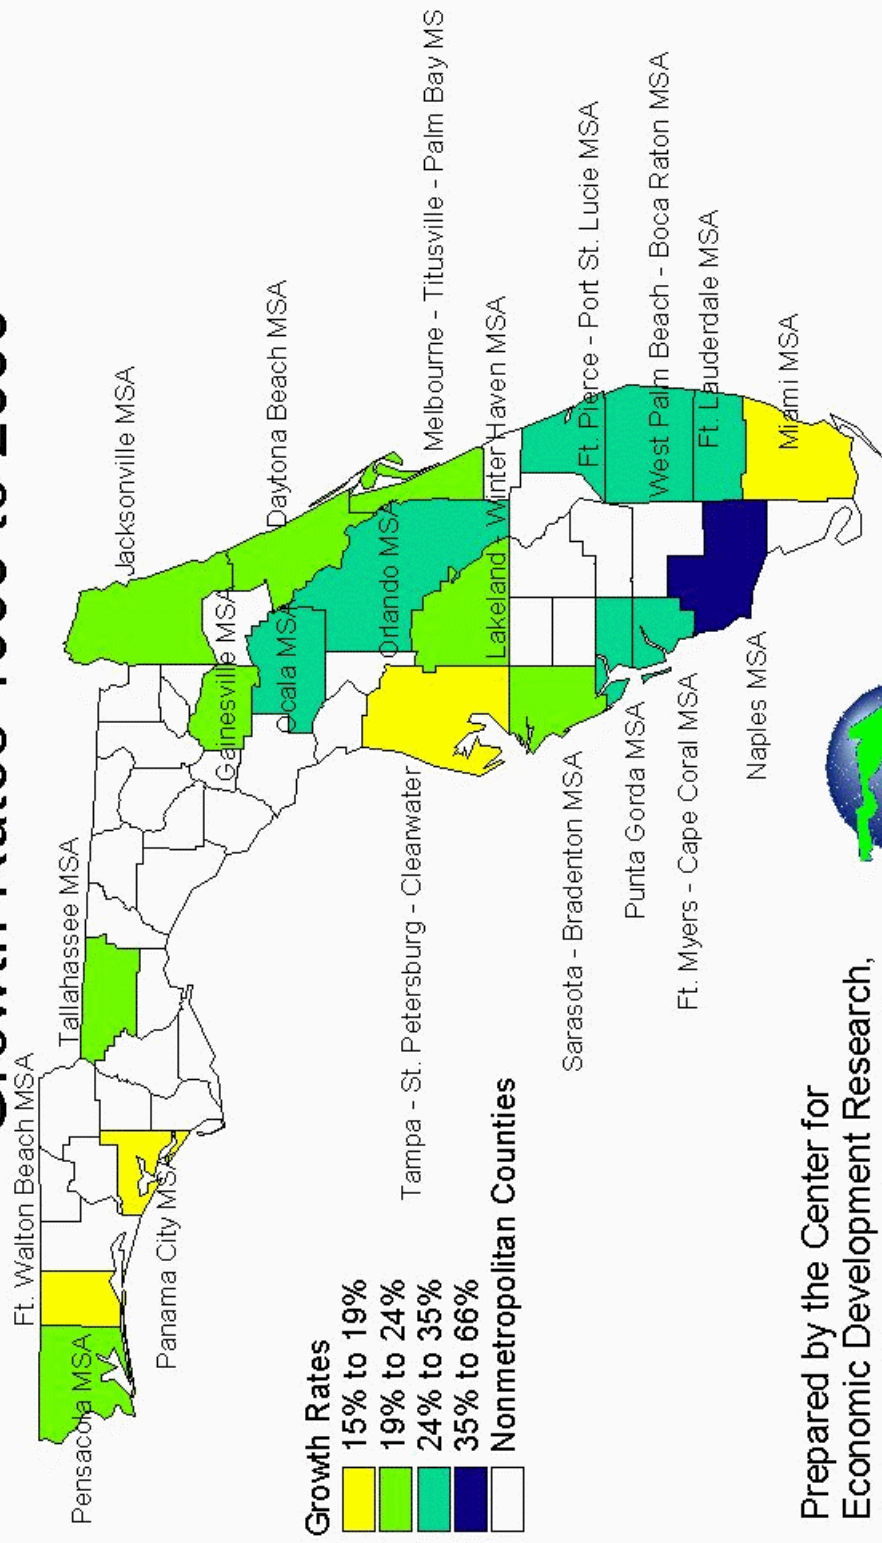 Ft. Walton Beach MSA
Tallahassee MSA
Pensacola MSA
Panama City MSA
Jacksonville MSA
Gainesville MSA
Daytona Beach MSA
Ocala MSA
Orlando MSA
Tampa - St. Petersburg - Clearwater
Melbourne - Titusville - Palm Bay MS
Lakeland - Winter Haven MSA
Sarasota - Bradenton MSA
Ft. Pierce - Port St. Lucie MSA
Punta Gorda MSA
West Palm Beach - Boca Raton MSA
Ft. Myers - Cape Coral MSA
Ft. Lauderdale MSA
Naples MSA
Miami MSA
Growth Rates
15% to 19%
19% to 24%
24% to 35%
35% to 66%
Nonmetropolitan Counties
Prepared by the Center for
Economic Development Research,